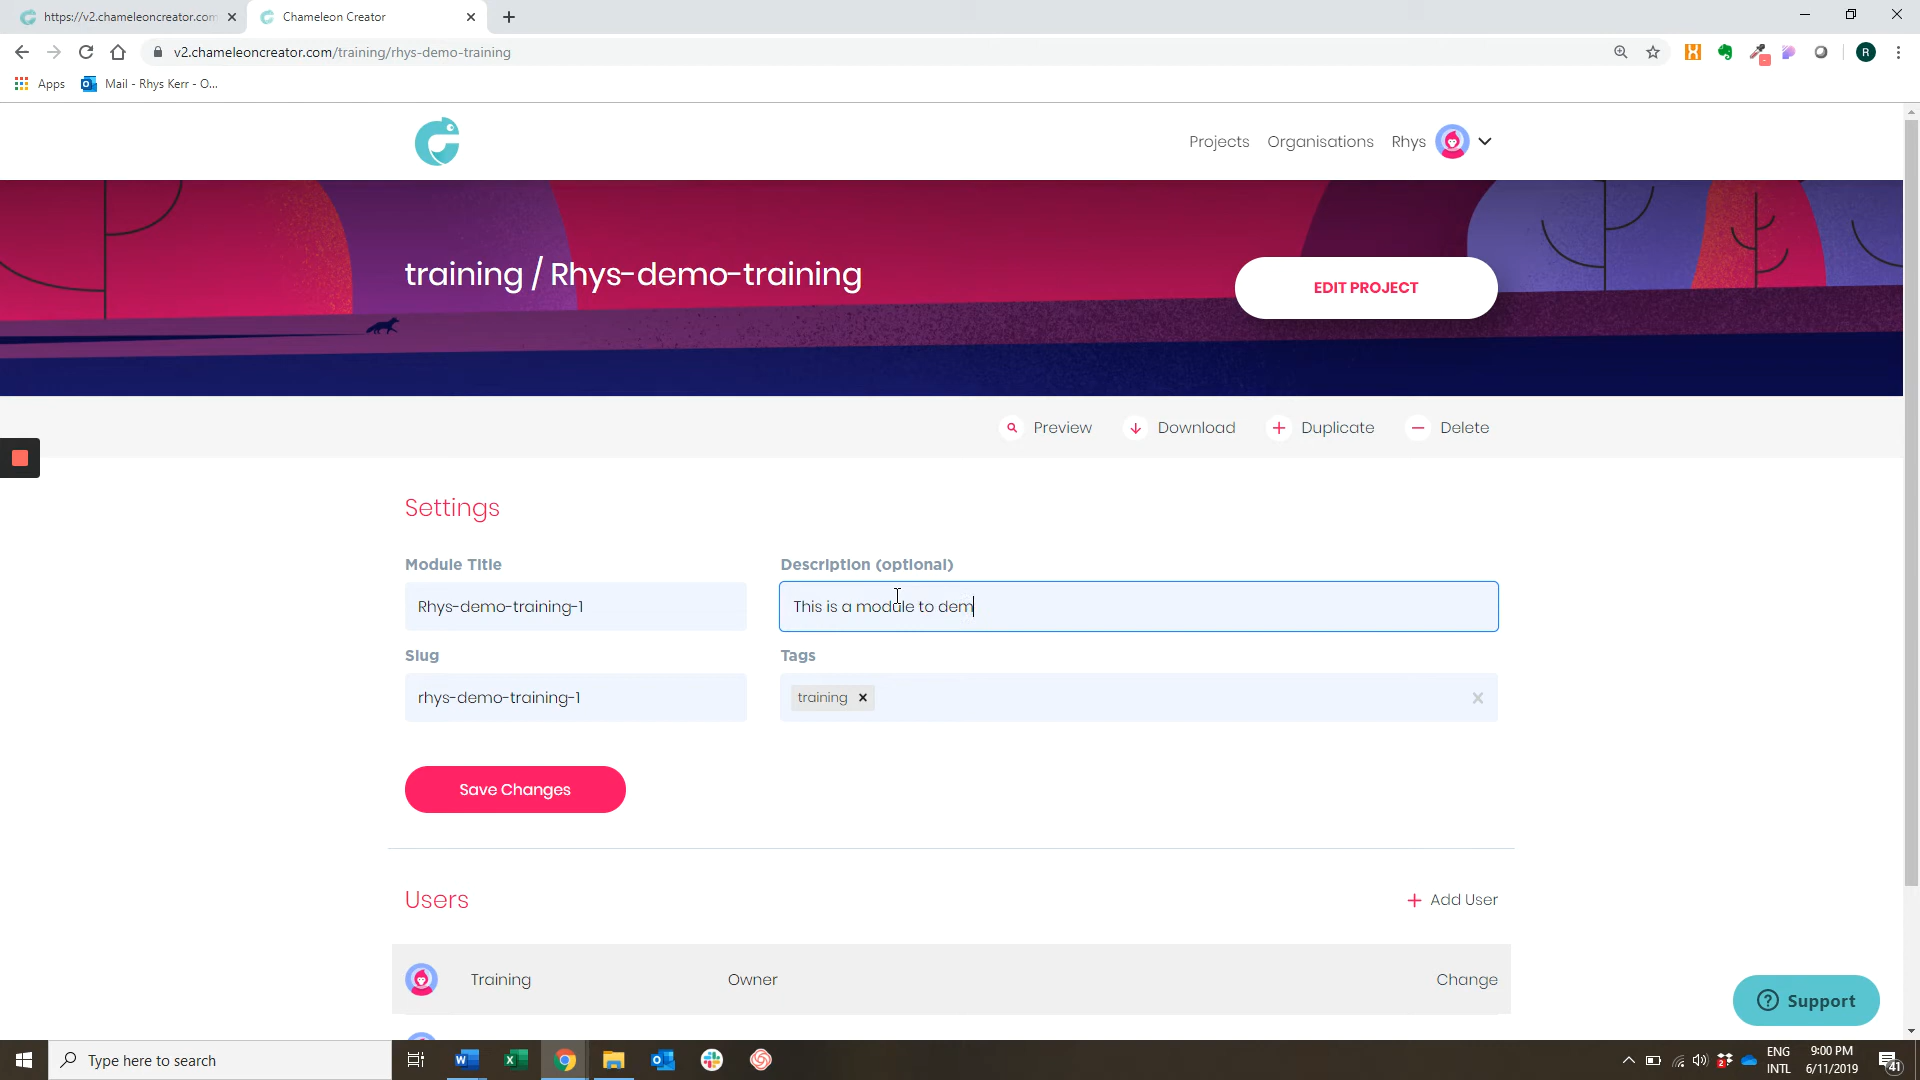 https://v2.chameleoncreator.com
Chameleon Creator
v2.chameleoncreator.com/training/rhys-demo-training
R
Apps
Mail - Rhys Kerr - O...
Projects
Organisations
Rhys
training / Rhys-demo-training
EDIT PROJECT
Preview
Download
Duplicate
Delete
Settings
Module Title
Description (optional)
Rhys-demo-training-1
This is a module to dem
Slug
Tags
rhys-demo-training-1
training
Save Changes
Users
Add User
Training
Owner
Change
Support
Type here to search
ENG
INTL
9:00 PM
6/11/2019
41